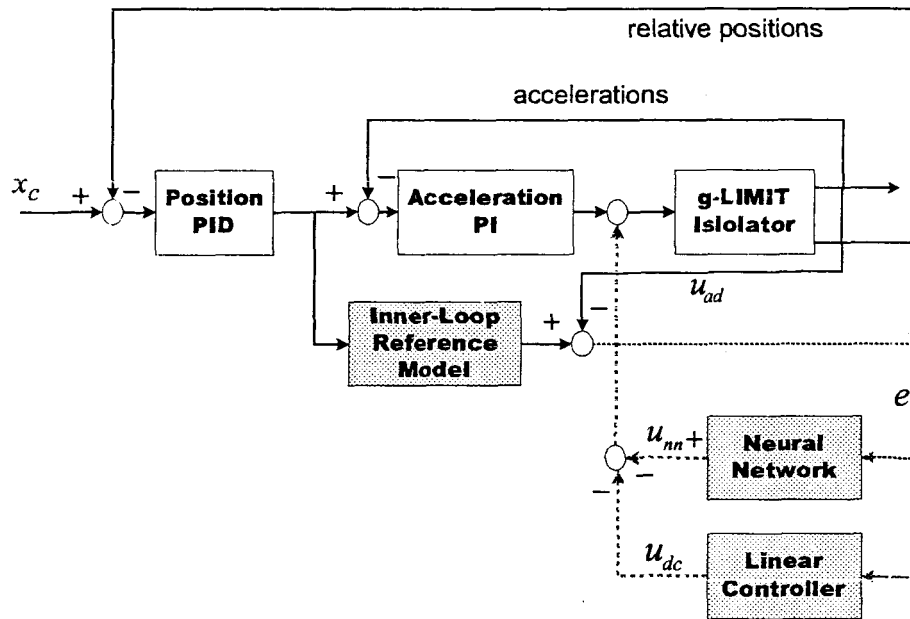 relative positions
accelerations
x_c + −
Position
PID
+ −
Acceleration
PI
g-LIMIT
Islolator
u_ad
Inner-Loop
Reference
Model
+ −
e
u_nn +
− −
Neural
Network
u_dc
Linear
Controller